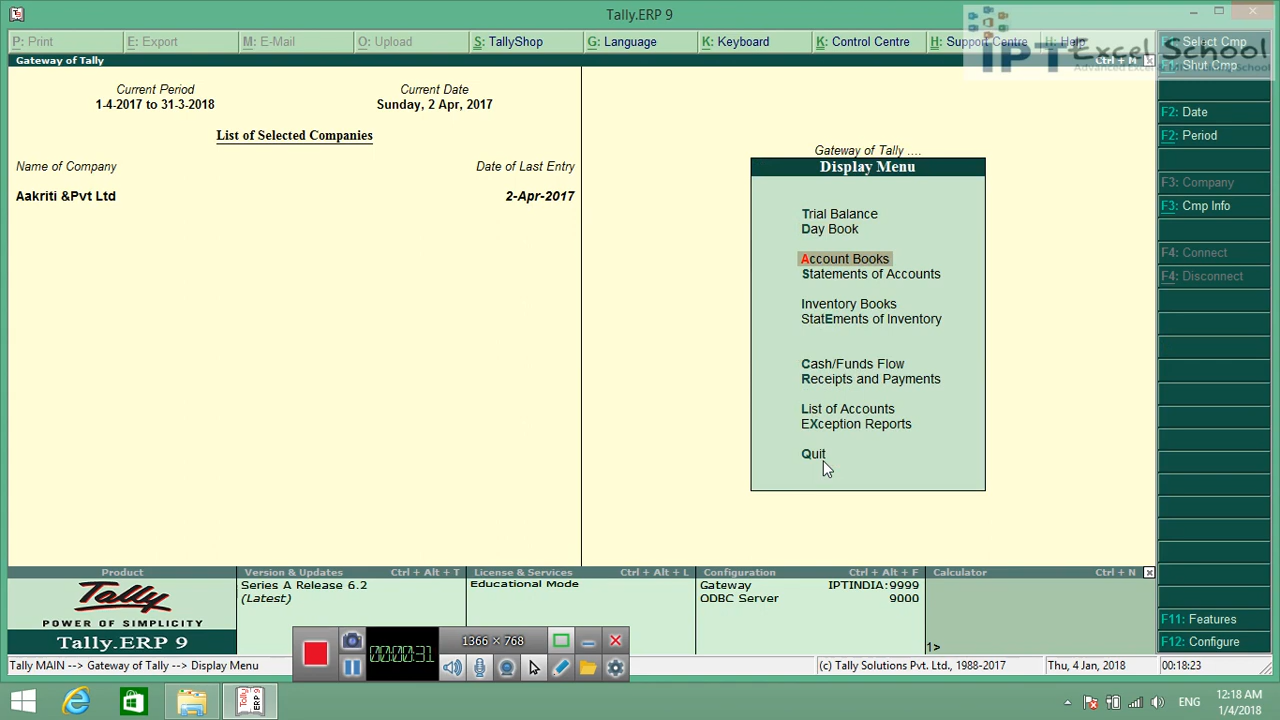 Tally.ERP 9
P: Print
E: Export
M: E-Mail
O: Upload
S: TallyShop
G: Language
K: Keyboard
K: Control Centre
H: Support Centre
H: Help
IPT Excel School
Gateway of Tally
Ctrl + M
Current Period
1-4-2017 to 31-3-2018
Current Date
Sunday, 2 Apr, 2017
List of Selected Companies
Name of Company
Date of Last Entry
Aakriti &Pvt Ltd
2-Apr-2017
Gateway of Tally ....
Display Menu
Trial Balance
Day Book
Account Books
Statements of Accounts
Inventory Books
StatEments of Inventory
Cash/Funds Flow
Receipts and Payments
List of Accounts
EXception Reports
Quit
Select Cmp
Shut Cmp
F2: Date
F2: Period
F3: Company
F3: Cmp Info
F4: Connect
F4: Disconnect
F11: Features
F12: Configure
Product
Tally
POWER OF SIMPLICITY
Tally.ERP 9
Version & Updates Ctrl + Alt + T
Series A Release 6.2
(Latest)
License & Services Ctrl + Alt + L
Educational Mode
Configuration Ctrl + Alt + F
Gateway IPTINDIA:9999
ODBC Server 9000
Calculator Ctrl + N
1>
00:00:31
1366 × 768
Tally MAIN --> Gateway of Tally --> Display Menu
(c) Tally Solutions Pvt. Ltd., 1988-2017
Thu, 4 Jan, 2018
00:18:23
ENG
12:18 AM
1/4/2018